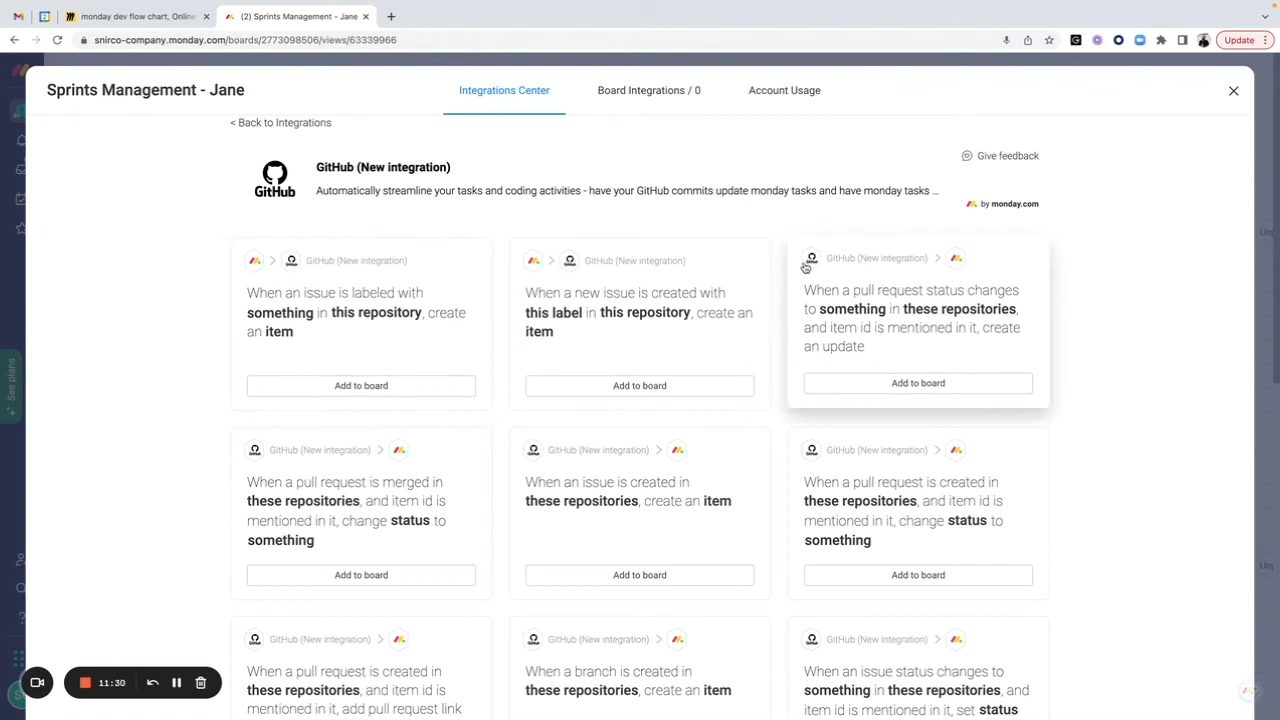 monday dev flow chart, Online
(2) Sprints Management - Jane
snirco-company.monday.com/boards/2773098506/views/63339966
Update
Sprints Management - Jane
Integrations Center
Board Integrations / 0
Account Usage
< Back to Integrations
GitHub
GitHub (New integration)
Give feedback
Automatically streamline your tasks and coding activities - have your GitHub commits update monday tasks and have monday tasks ...
by monday.com
GitHub (New integration)
When an issue is labeled with
something in this repository, create
an item
Add to board
GitHub (New integration)
When a new issue is created with
this label in this repository, create an
item
Add to board
GitHub (New integration)
When a pull request status changes
to something in these repositories,
and item id is mentioned in it, create
an update
Add to board
See plans
GitHub (New integration)
When a pull request is merged in
these repositories, and item id is
mentioned in it, change status to
something
Add to board
GitHub (New integration)
When an issue is created in
these repositories, create an item
Add to board
GitHub (New integration)
When a pull request is created in
these repositories, and item id is
mentioned in it, change status to
something
Add to board
GitHub (New integration)
When a pull request is created in
these repositories, and item id is
mentioned in it, add pull request link
GitHub (New integration)
When a branch is created in
these repositories, create an item
GitHub (New integration)
When an issue status changes to
something in these repositories, and
item id is mentioned in it, set status
11:30